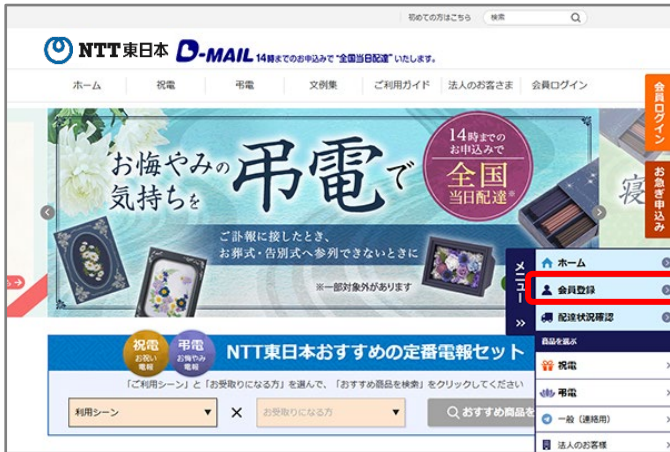 初めての方はこちら
検索
NTT東日本 D-MAIL 14時までのお申込みで"全国当日配達"いたします。
ホーム 祝電 弔電 文例集 ご利用ガイド 法人のお客さま 会員ログイン
会員ログイン
お急ぎ申込み
お悔やみの
気持ちを
弔電で
14時までの
お申込みで
全国
当日配達※
寝
ご訃報に接したとき、
お葬式・告別式へ参列できないときに
※一部対象外があります
メニュー
ホーム
会員登録
配達状況確認
商品を選ぶ
祝電
弔電
一般（連絡用）
法人のお客様
祝電
お祝い
電報
弔電
お悔やみ
電報
NTT東日本おすすめの定番電報セット
「ご利用シーン」と「お受取りになる方」を選んで、「おすすめ商品を検索」をクリックしてください
利用シーン ▼ × お受取りになる方 ▼ おすすめ商品を